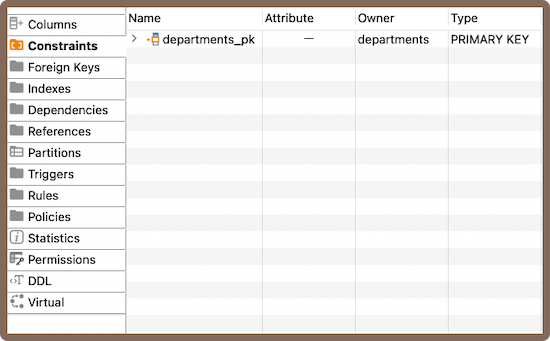 Name Attribute Owner Type
Columns
Constraints
departments_pk — departments PRIMARY KEY
Foreign Keys
Indexes
Dependencies
References
Partitions
Triggers
Rules
Policies
Statistics
Permissions
DDL
Virtual